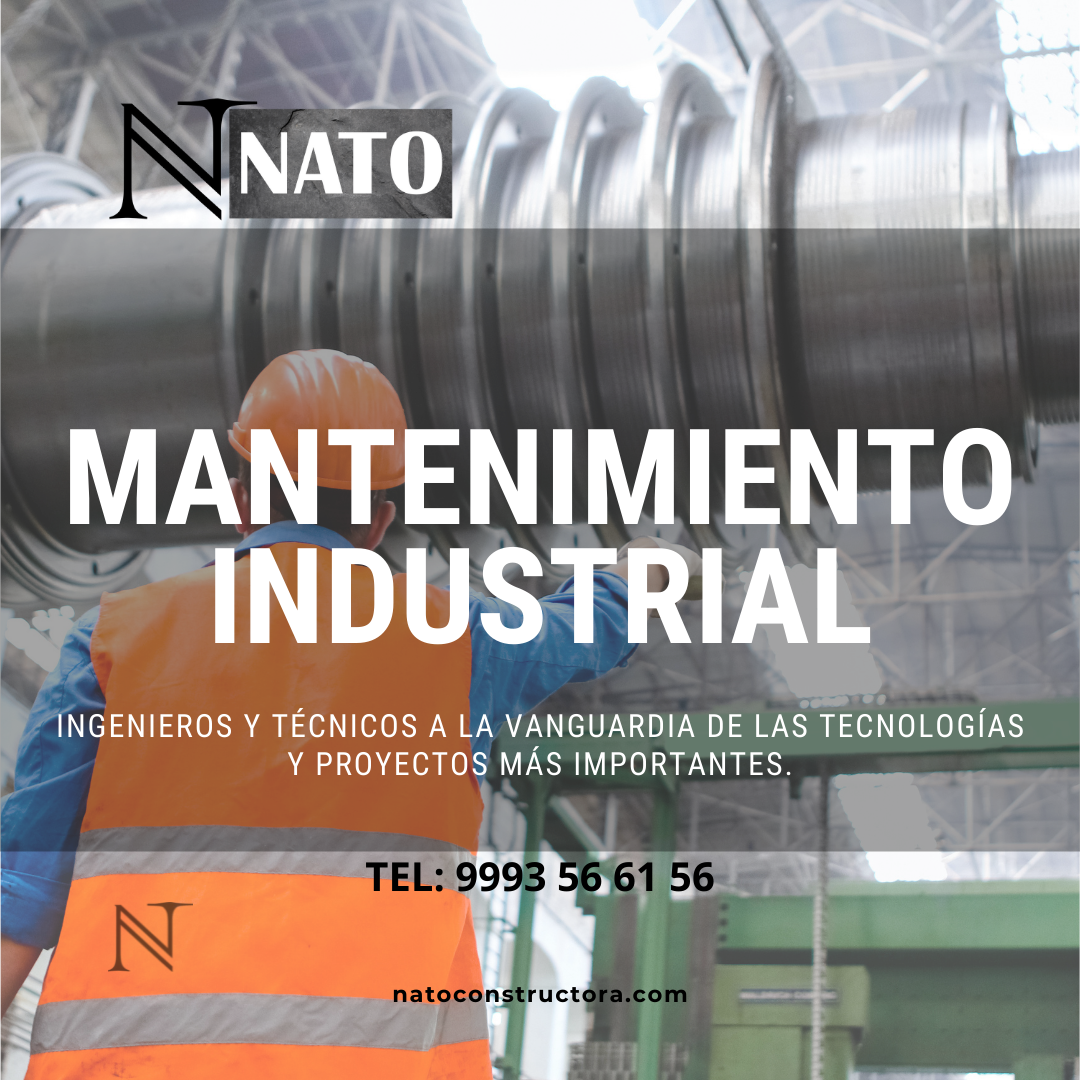 N NATO
MANTENIMIENTO
INDUSTRIAL
INGENIEROS Y TÉCNICOS A LA VANGUARDIA DE LAS TECNOLOGÍAS
Y PROYECTOS MÁS IMPORTANTES.
TEL: 9993 56 61 56
N
natoconstructora.com